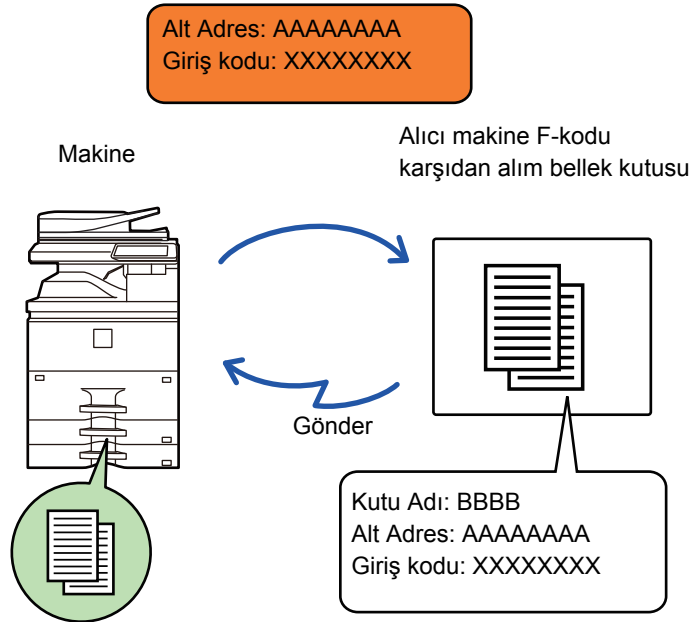 Alt Adres: AAAAAAAA
Giriş kodu: XXXXXXXX
Makine
Alıcı makine F-kodu
karşıdan alım bellek kutusu
Gönder
Kutu Adı: BBBB
Alt Adres: AAAAAAAA
Giriş kodu: XXXXXXXX